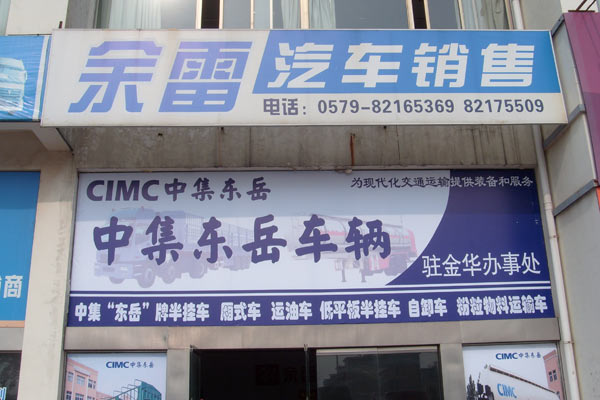 余雷 汽车销售
电话：0579-82165369 82175509
CIMC中集东岳
为现代化交通运输提供装备和服务
中集东岳车辆
驻金华办事处
中集“东岳”牌半挂车 厢式车 运油车 低平板半挂车 自卸车 粉粒物料运输车
商
CIMC中集东岳
CIMC中集东岳
CIMC
余雷